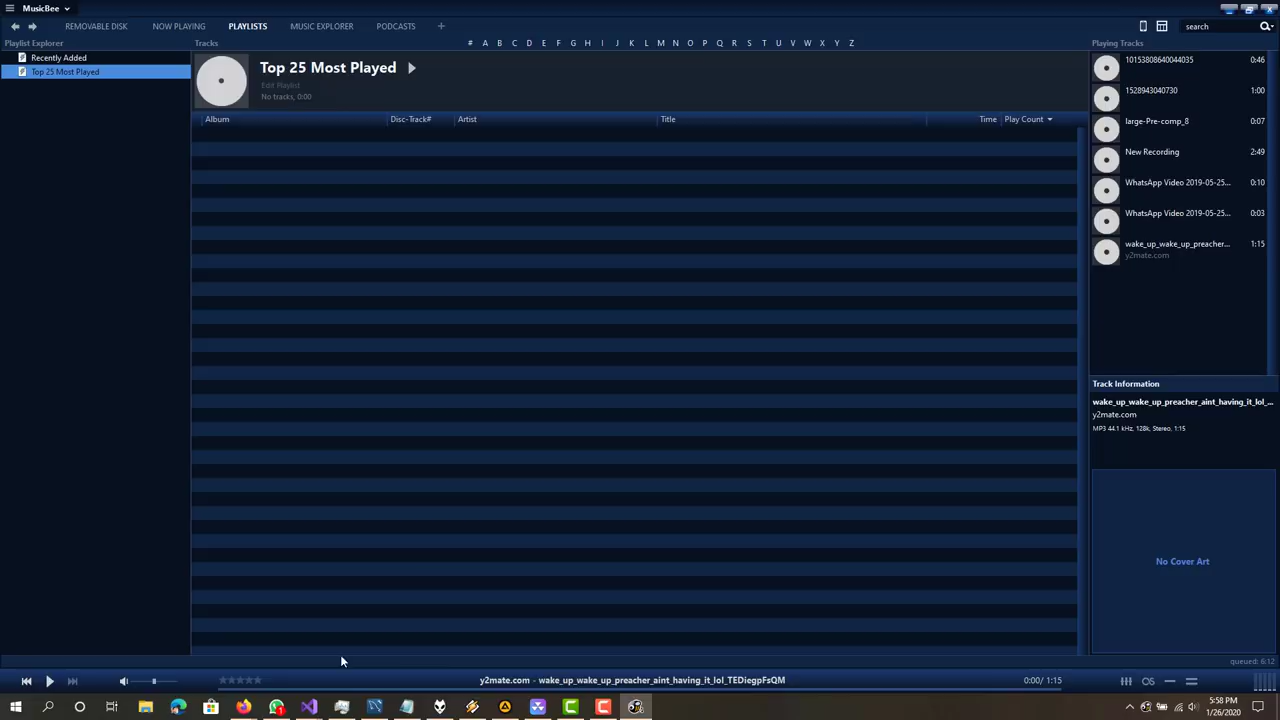 MusicBee
REMOVABLE DISK NOW PLAYING PLAYLISTS MUSIC EXPLORER PODCASTS +
search
Playlist Explorer
Recently Added
Top 25 Most Played
Tracks
# A B C D E F G H I J K L M N O P R S T U V W X Y Z
Top 25 Most Played
Edit Playlist
No tracks, 0:00
Album Disc-Track# Artist Title Time Play Count
Playing Tracks
10153808640044035 0:46
1528943040730 1:00
large-Pre-comp_8 0:07
New Recording 2:49
WhatsApp Video 2019-05-25... 0:10
WhatsApp Video 2019-05-25... 0:03
wake_up_wake_up_preacher... 1:15
y2mate.com
Track Information
wake_up_wake_up_preacher_aint_having_it_lol_...
y2mate.com
MP3 44.1 kHz, 128k, Stereo, 1:15
No Cover Art
queued: 6:12
y2mate.com - wake_up_wake_up_preacher_aint_having_it_lol_TEDiegpFsQM
0:00/ 1:15
5:58 PM
1/26/2020